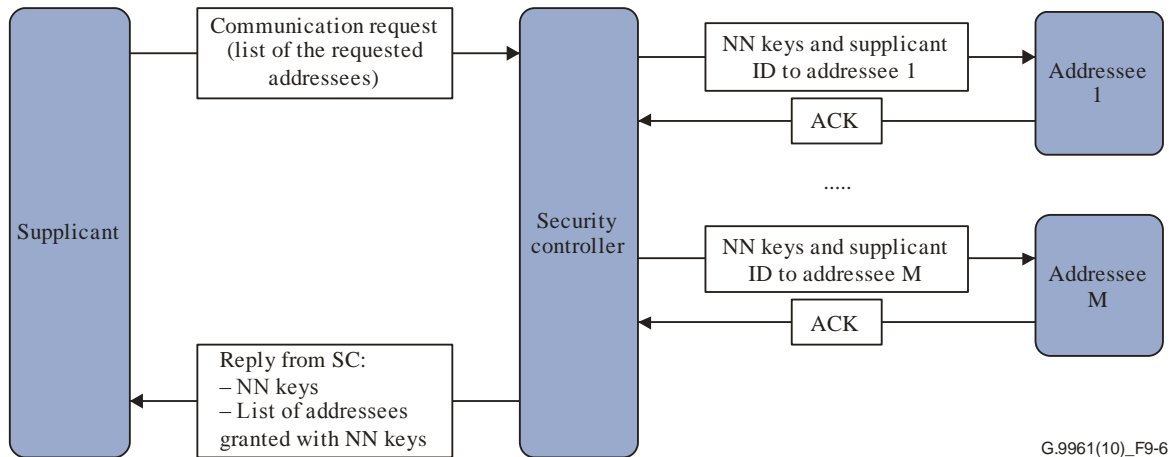 Communication request
(list of the requested
addressees)
NN keys and supplicant
ID to addressee 1
Addressee
1
ACK
.....
Supplicant
Security
controller
NN keys and supplicant
ID to addressee M
Addressee
M
ACK
Reply from SC:
– NN keys
– List of addressees
granted with NN keys
G.9961(10)_F9-6